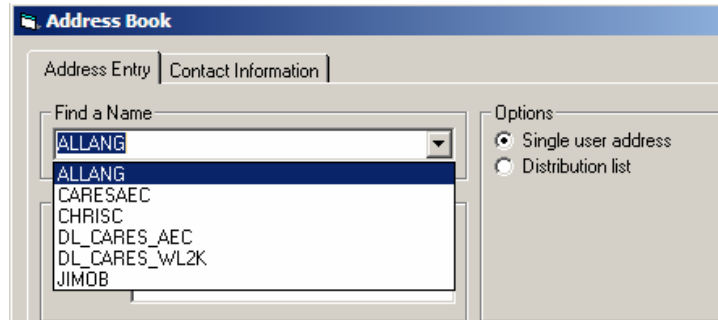 Address Book
Address Entry
Contact Information
Find a Name
ALLANG
ALLANG
CARESAEC
CHRISC
DL_CARES_AEC
DL_CARES_WL2K
JIMOB
Options
Single user address
Distribution list